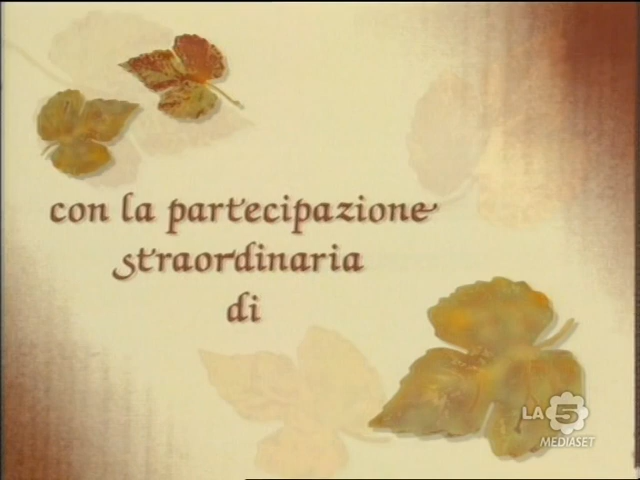 con la partecipazione
straordinaria
di
LA 5
MEDIASET